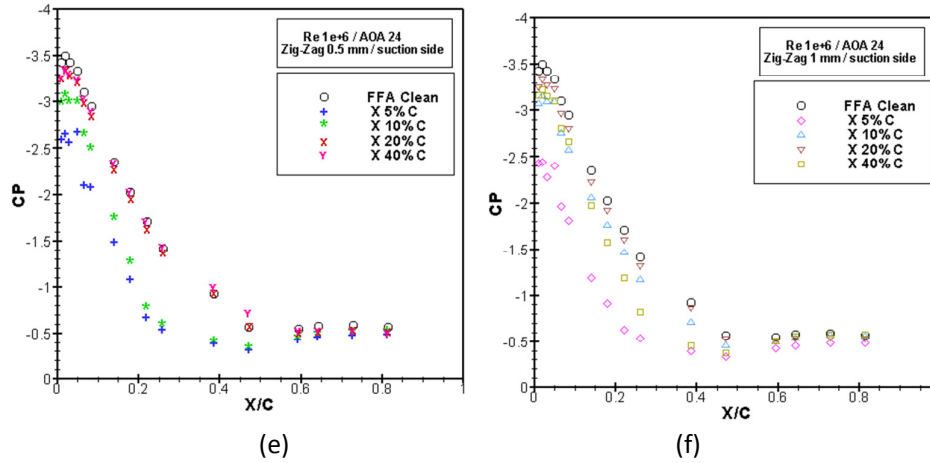 Re 1e+6 / AOA 24
Zig-Zag 0.5 mm / suction side
FFA Clean
X 5% C
X 10% C
X 20% C
X 40% C
CP
-4
-3.5
-3
-2.5
-2
-1.5
-1
-0.5
0
0
0.2
0.4
0.6
0.8
1
X/C
(e)
Re 1e+6 / AOA 24
Zig-Zag 1 mm / suction side
FFA Clean
X 5% C
X 10% C
X 20% C
X 40% C
CP
-4
-3.5
-3
-2.5
-2
-1.5
-1
-0.5
0
0
0.2
0.4
0.6
0.8
X/C
(f)